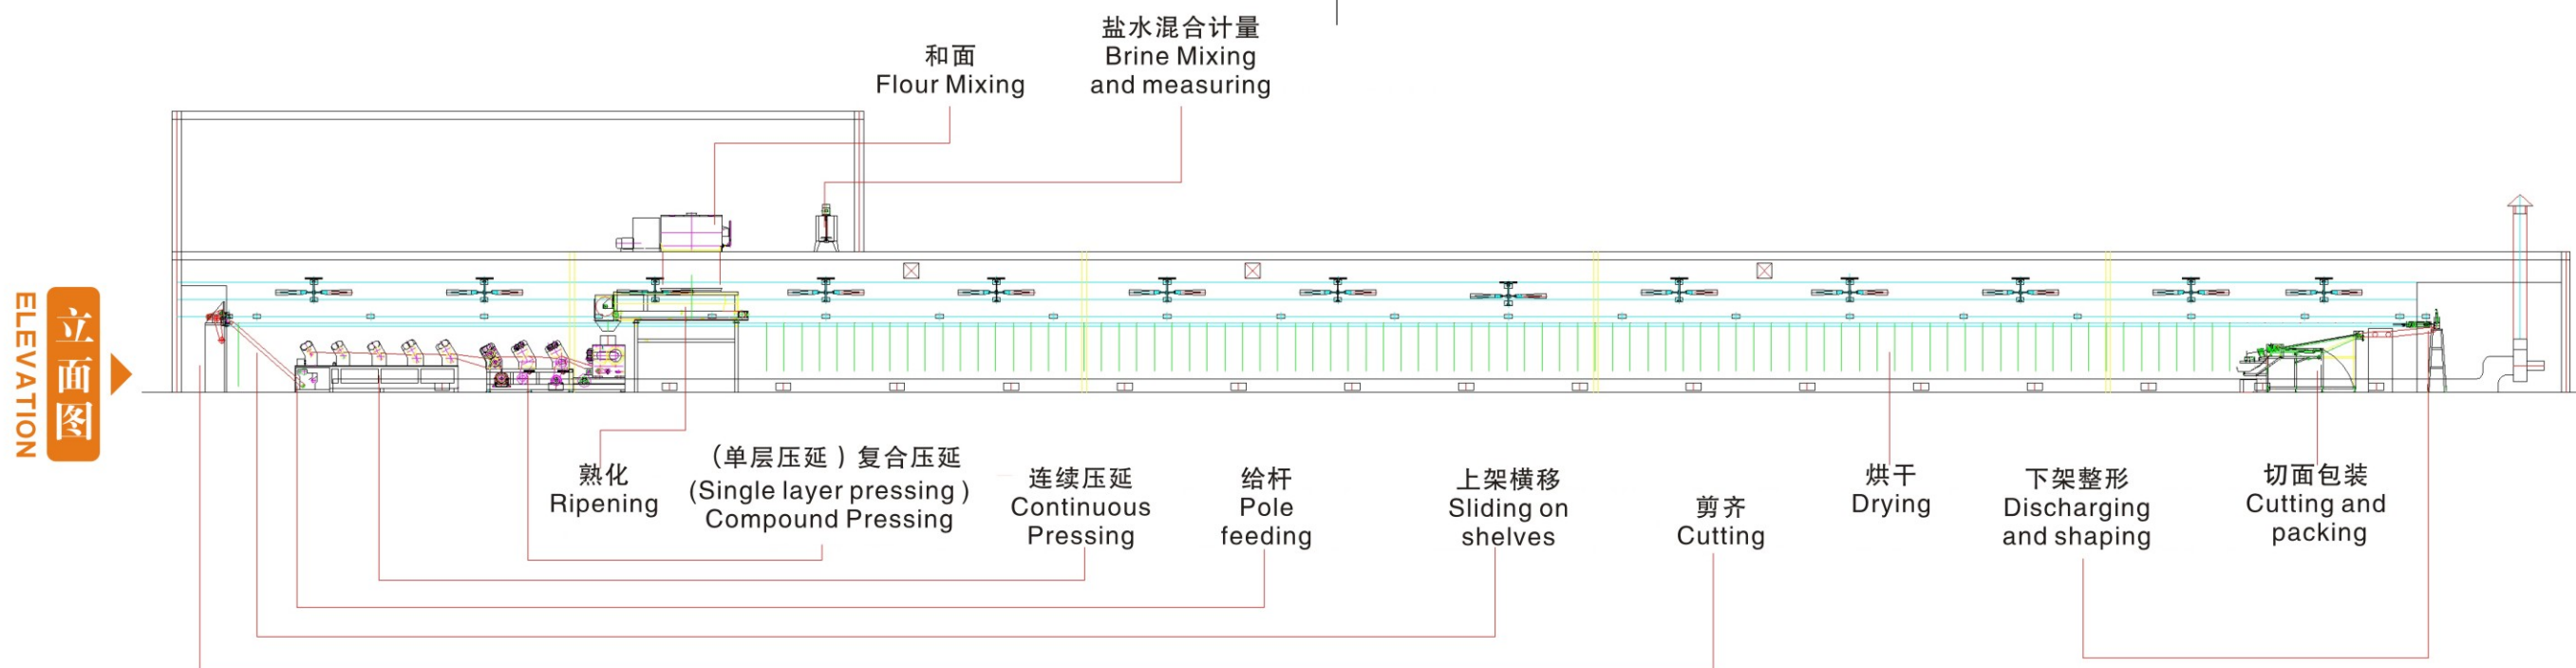 立面图
ELEVATION
和面
Flour Mixing
盐水混合计量
Brine Mixing
and measuring
熟化
Ripening
（单层压延）复合压延
(Single layer pressing)
Compound Pressing
连续压延
Continuous
Pressing
给杆
Pole
feeding
上架横移
Sliding on
shelves
剪齐
Cutting
烘干
Drying
下架整形
Discharging
and shaping
切面包装
Cutting and
packing